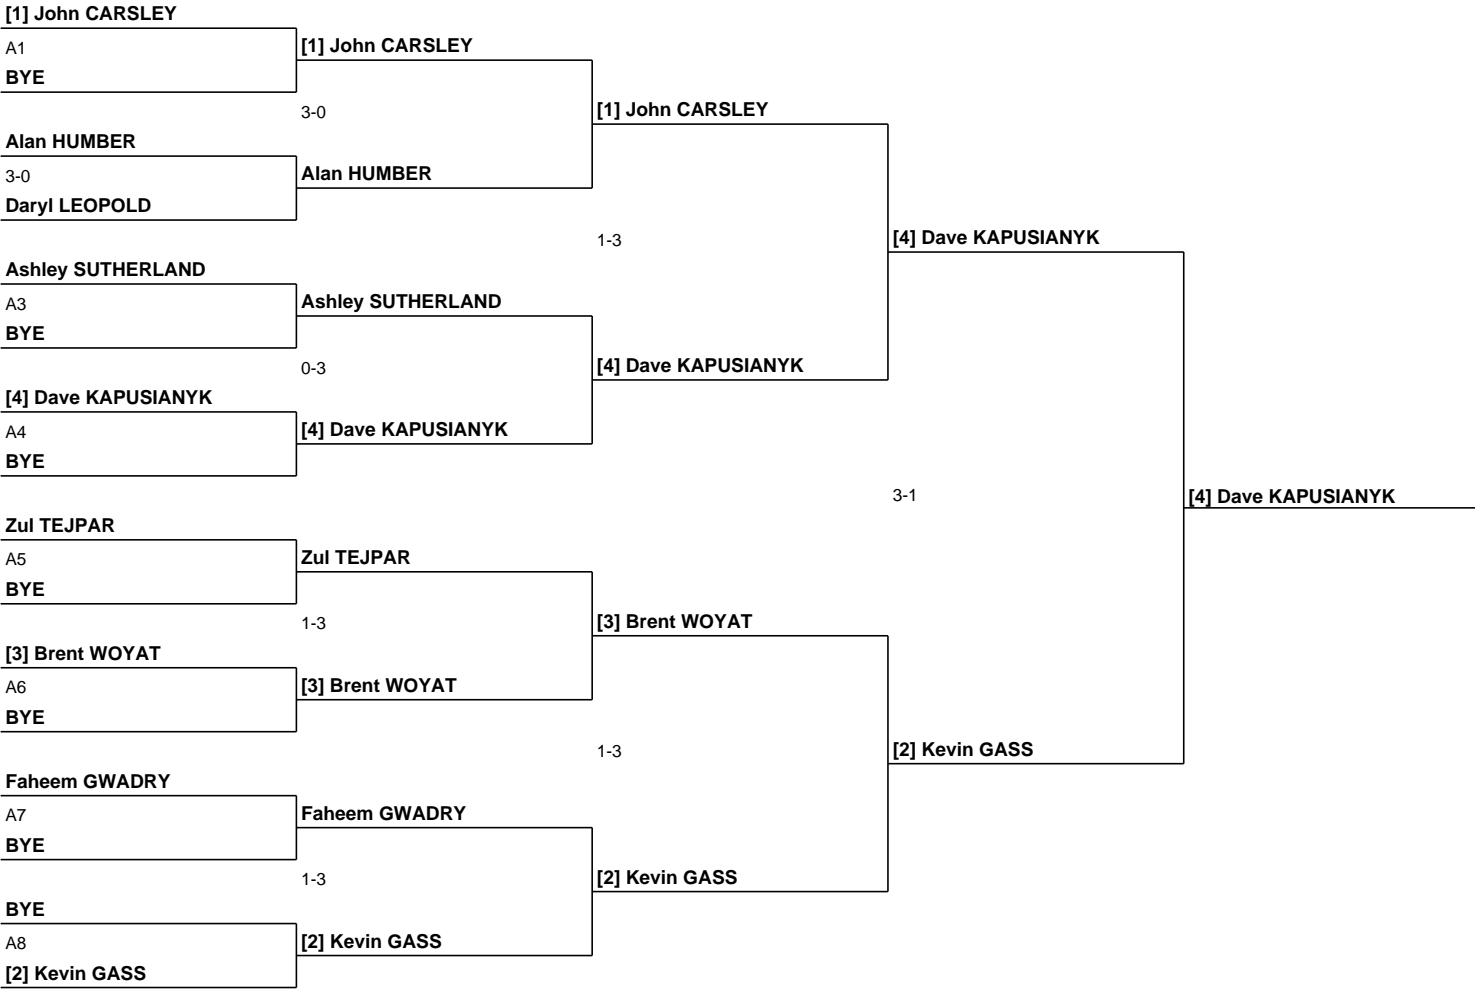 [1] John CARSLEY
A1
BYE
[1] John CARSLEY
3-0
Alan HUMBER
3-0
Daryl LEOPOLD
Alan HUMBER
[1] John CARSLEY
1-3
Ashley SUTHERLAND
A3
BYE
Ashley SUTHERLAND
0-3
[4] Dave KAPUSIANYK
A4
BYE
[4] Dave KAPUSIANYK
[4] Dave KAPUSIANYK
[4] Dave KAPUSIANYK
3-1
[4] Dave KAPUSIANYK
Zul TEJPAR
A5
BYE
Zul TEJPAR
1-3
[3] Brent WOYAT
A6
BYE
[3] Brent WOYAT
[3] Brent WOYAT
1-3
[2] Kevin GASS
Faheem GWADRY
A7
BYE
Faheem GWADRY
1-3
BYE
A8
[2] Kevin GASS
[2] Kevin GASS
[2] Kevin GASS